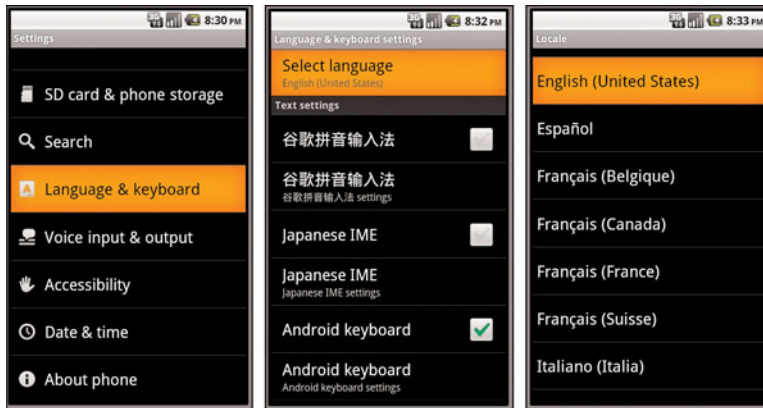 3G
8:30 PM
Settings
SD card & phone storage
Search
A
Language & keyboard
Voice input & output
Accessibility
Date & time
About phone
3G
8:32 PM
Language & keyboard settings
Select language
English (United States)
Text settings
谷歌拼音输入法
谷歌拼音输入法
谷歌拼音输入法 settings
Japanese IME
Japanese IME
Japanese IME settings
Android keyboard
Android keyboard
Android keyboard settings
3G
8:33 PM
Locale
English (United States)
Español
Français (Belgique)
Français (Canada)
Français (France)
Français (Suisse)
Italiano (Italia)